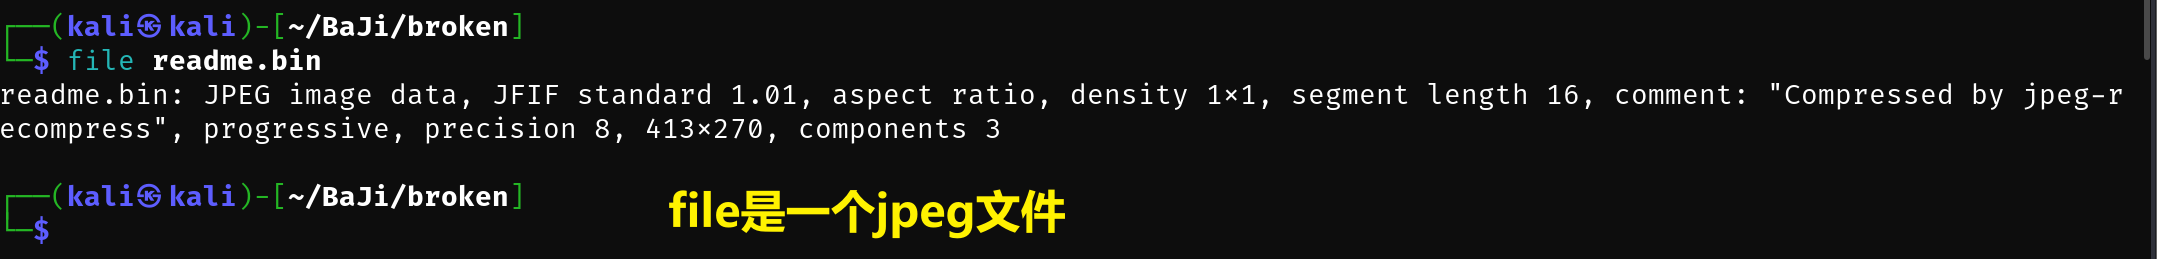 ┌──(kali㉿kali)-[~/BaJi/broken]
└─$ file readme.bin
readme.bin: JPEG image data, JFIF standard 1.01, aspect ratio, density 1×1, segment length 16, comment: "Compressed by jpeg-r
ecompress", progressive, precision 8, 413×270, components 3
┌──(kali㉿kali)-[~/BaJi/broken]
└─$
file是一个jpeg文件